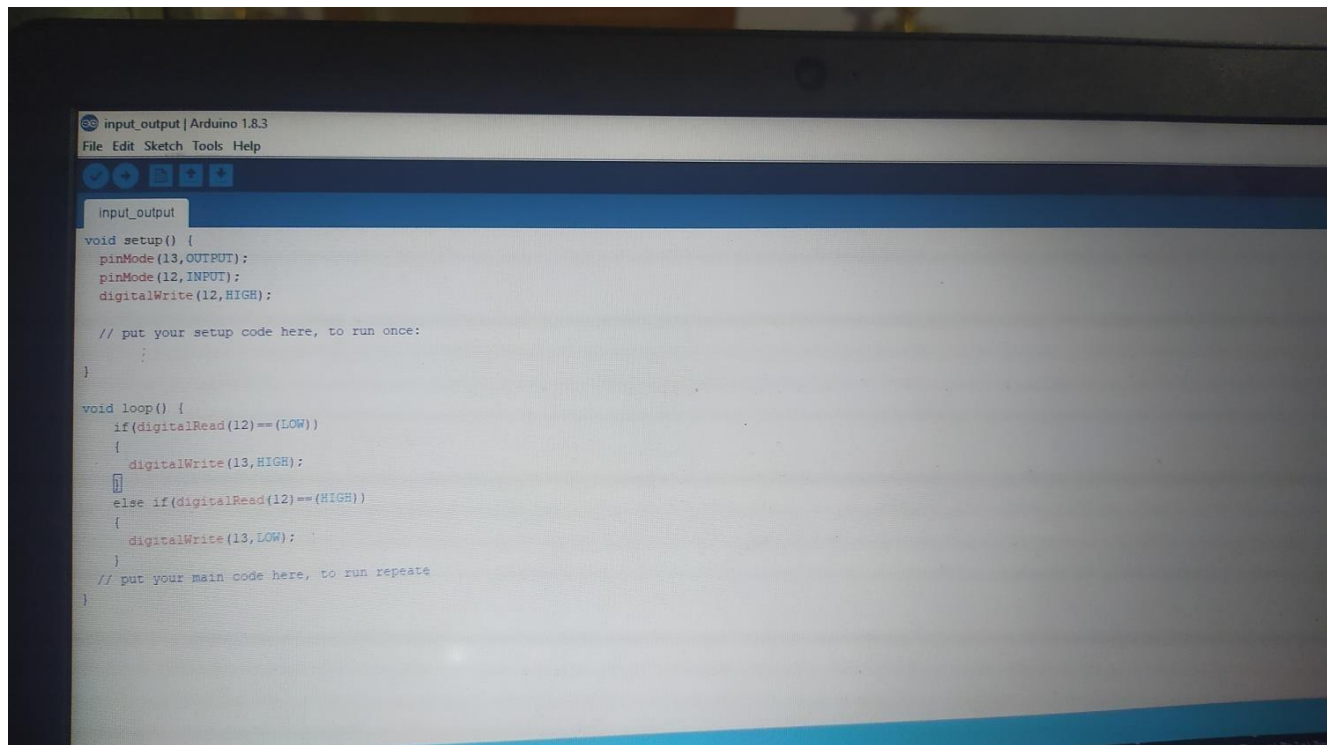 input_output | Arduino 1.8.3
File Edit Sketch Tools Help
input_output
void setup() {
pinMode(13,OUTPUT);
pinMode(12,INPUT);
digitalWrite(12,HIGH);
// put your setup code here, to run once:
:
}
void loop() {
if(digitalRead(12)==(LOW))
{
digitalWrite(13,HIGH);
}
else if(digitalRead(12)==(HIGH))
{
digitalWrite(13,LOW);
}
// put your main code here, to run repeate
}